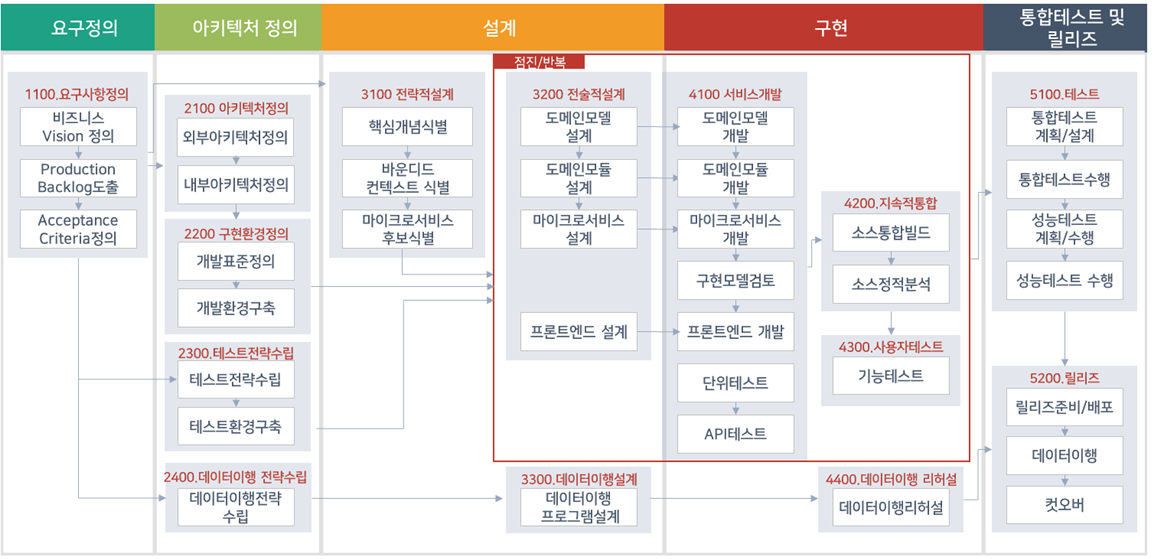 요구정의
아키텍처 정의
설계
구현
통합테스트 및
릴리즈
점진/반복
1100.요구사항정의
비즈니스
Vision 정의
Production
Backlog도출
Acceptance
Criteria정의
2100 아키텍처정의
외부아키텍처정의
내부아키텍처정의
2200 구현환경정의
개발표준정의
개발환경구축
2300.테스트전략수립
테스트전략수립
테스트환경구축
2400.데이터이행 전략수립
데이터이행전략
수립
3100 전략적설계
핵심개념식별
바운디드
컨텍스트 식별
마이크로서비스
후보식별
3200 전술적설계
도메인모델
설계
도메인모듈
설계
마이크로서비스
설계
프론트엔드 설계
3300.데이터이행설계
데이터이행
프로그램설계
4100 서비스개발
도메인모델
개발
도메인모듈
개발
마이크로서비스
개발
구현모델검토
프론트엔드 개발
단위테스트
API테스트
4200.지속적통합
소스통합빌드
소스정적분석
4300.사용자테스트
기능테스트
4400.데이터이행 리허설
데이터이행리허설
5100.테스트
통합테스트
계획/설계
통합테스트수행
성능테스트
계획/수행
성능테스트 수행
5200.릴리즈
릴리즈준비/배포
데이터이행
컷오버